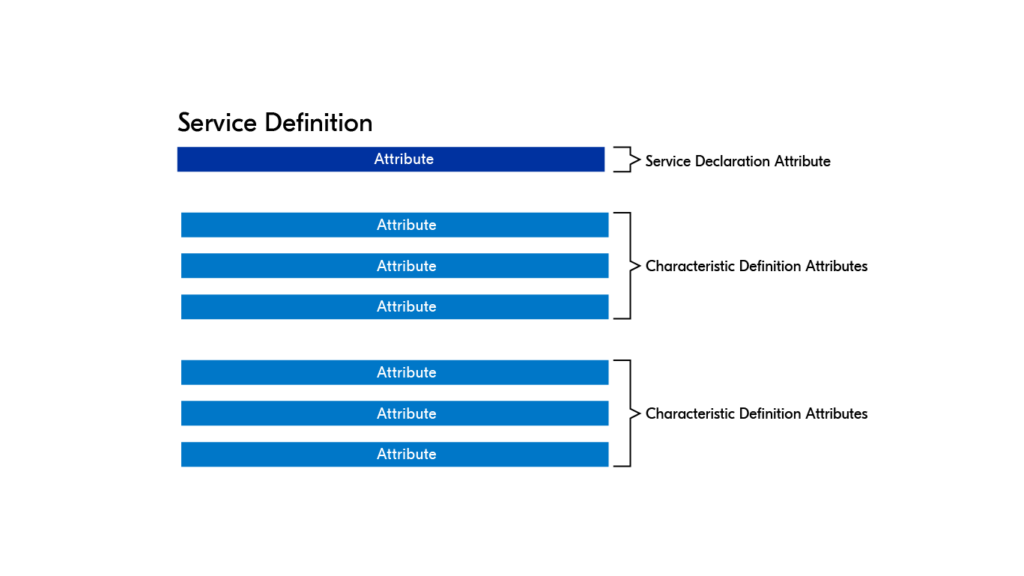 Service Definition
Attribute
Service Declaration Attribute
Attribute
Attribute
Characteristic Definition Attributes
Attribute
Attribute
Attribute
Characteristic Definition Attributes
Attribute